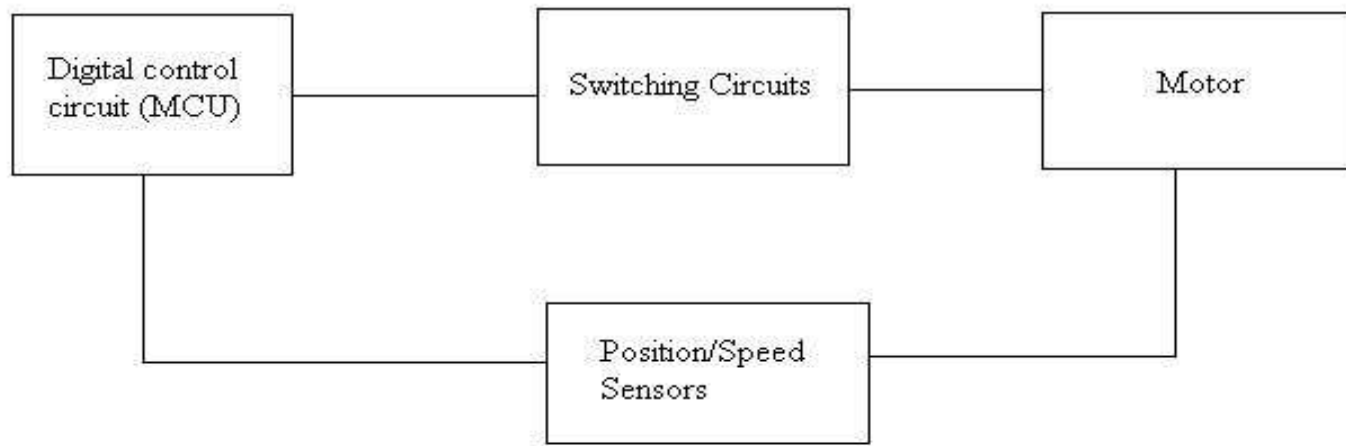 Digital control
circuit (MCU)
Switching Circuits
Motor
Position/Speed
Sensors